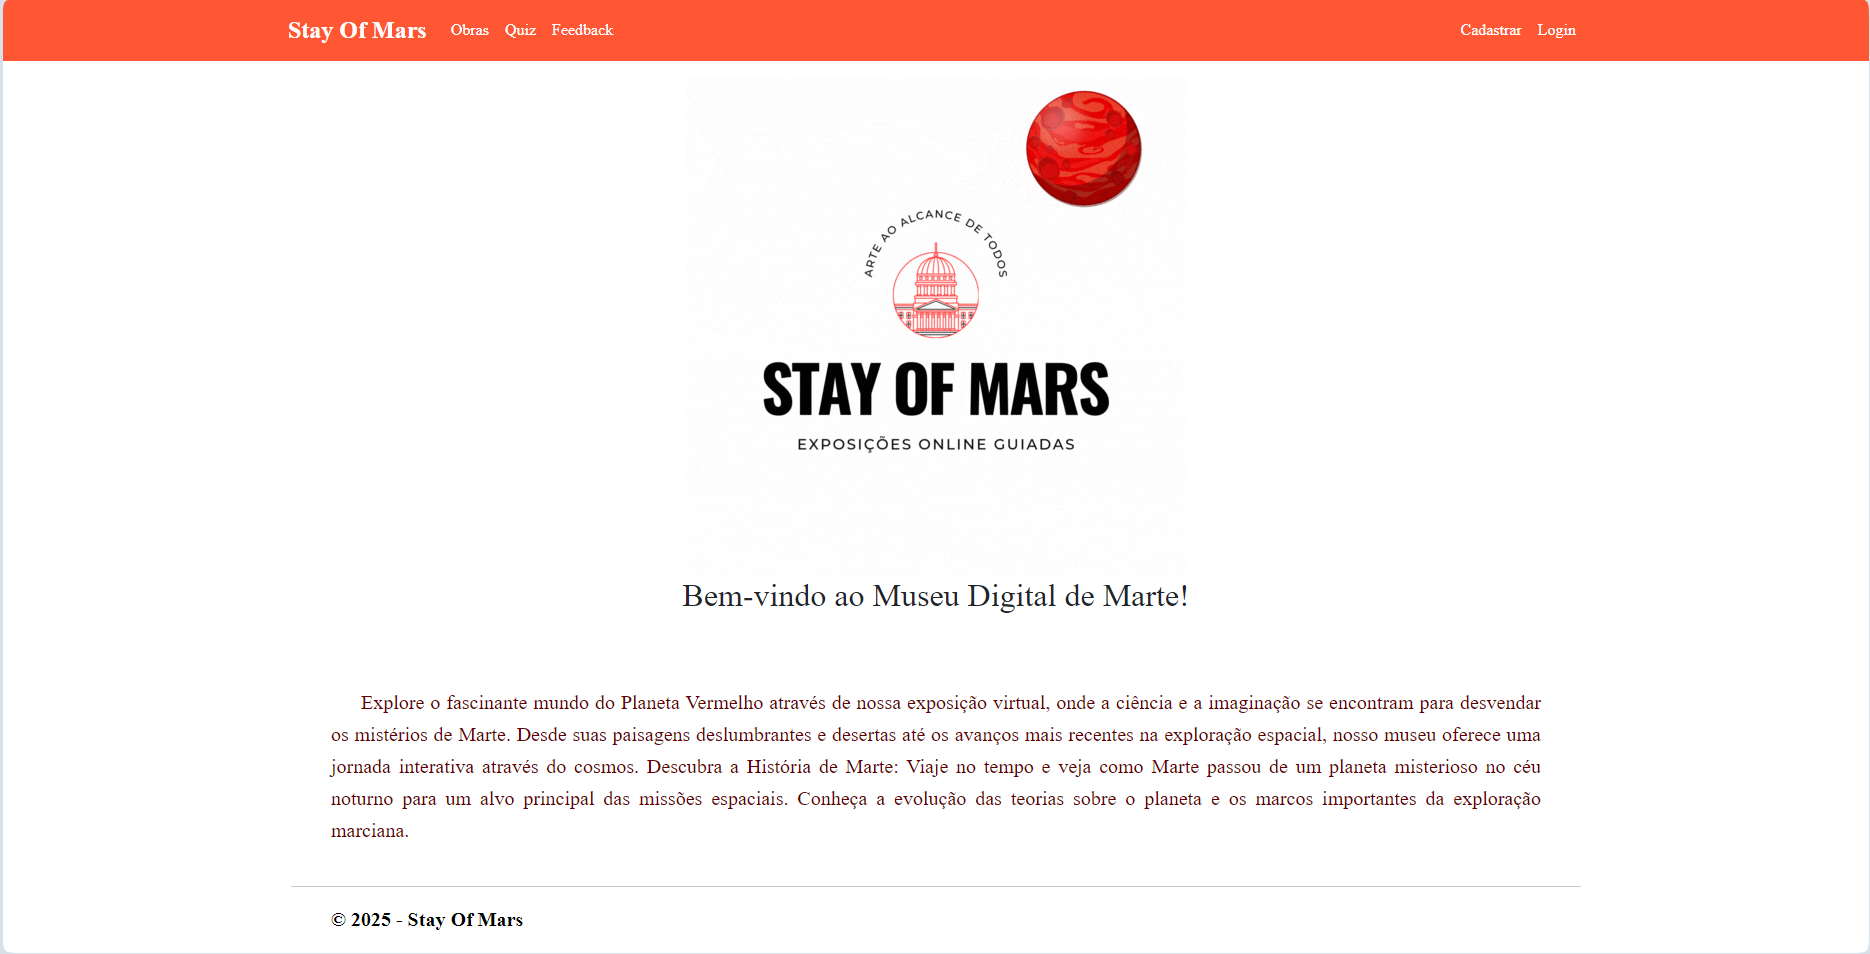 Stay Of Mars Obras Quiz Feedback Cadastrar Login
ARTE AO ALCANCE DE TODOS
STAY OF MARS
EXPOSIÇÕES ONLINE GUIADAS
Bem-vindo ao Museu Digital de Marte!
Explore o fascinante mundo do Planeta Vermelho através de nossa exposição virtual, onde a ciência e a imaginação se encontram para desvendar
os mistérios de Marte. Desde suas paisagens deslumbrantes e desertas até os avanços mais recentes na exploração espacial, nosso museu oferece uma
jornada interativa através do cosmos. Descubra a História de Marte: Viaje no tempo e veja como Marte passou de um planeta misterioso no céu
noturno para um alvo principal das missões espaciais. Conheça a evolução das teorias sobre o planeta e os marcos importantes da exploração
marciana.
© 2025 - Stay Of Mars